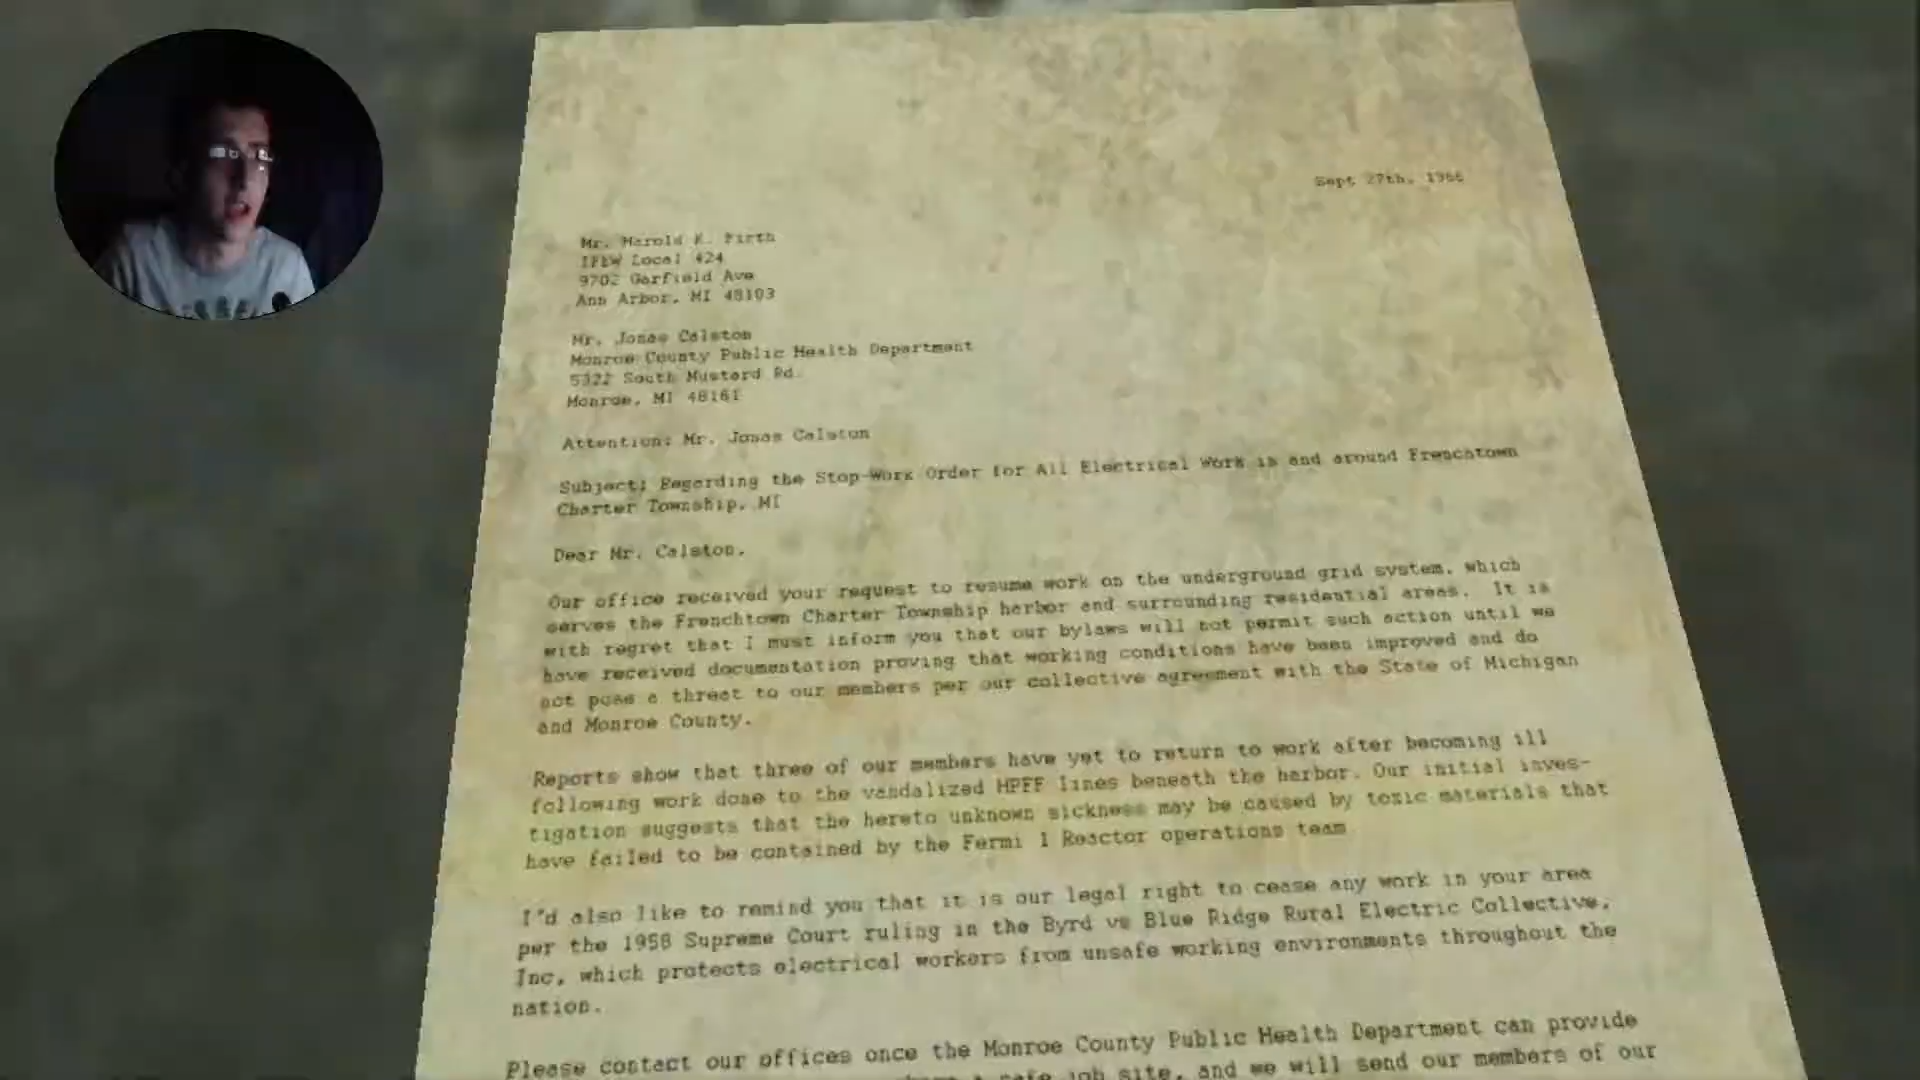 Sept 27th, 1966
Mr. Harold K. Firth
Local 424
9702 Garfield Ave
Ann Arbor, MI 48103
Mr. Jonas Calston
Monroe County Public Health Department
5322 South Mustard Rd.
Monroe, MI 48161
Attention: Mr. Jonas Calston
Subject: Regarding the Stop-Work Order for All Electrical Work is and around Frenchtown
Charter Township, MI
Dear Mr. Calston,
Our office received your request to resume work on the underground grid system, which
serves the Frenchtown Charter Township harbor and surrounding residential areas. It is
with regret that I must inform you that our bylaws will not permit such action until we
have received documentation proving that working conditions have been improved and do
not pose a threat to our members per our collective agreement with the State of Michigan
and Monroe County.
Reports show that three of our members have yet to return to work after becoming ill
following work done to the vandalized HPFF lines beneath the harbor. Our initial inves-
tigation suggests that the hereto unknown sickness may be caused by toxic materials that
have failed to be contained by the Fermi 1 Reactor operations team
I'd also like to remind you that it is our legal right to cease any work in your area
per the 1958 Supreme Court ruling in the Byrd vs Blue Ridge Rural Electric Collective,
Inc, which protects electrical workers from unsafe working environments throughout the
nation.
Please contact our offices once the Monroe County Public Health Department can provide
a safe job site, and we will send our members of our